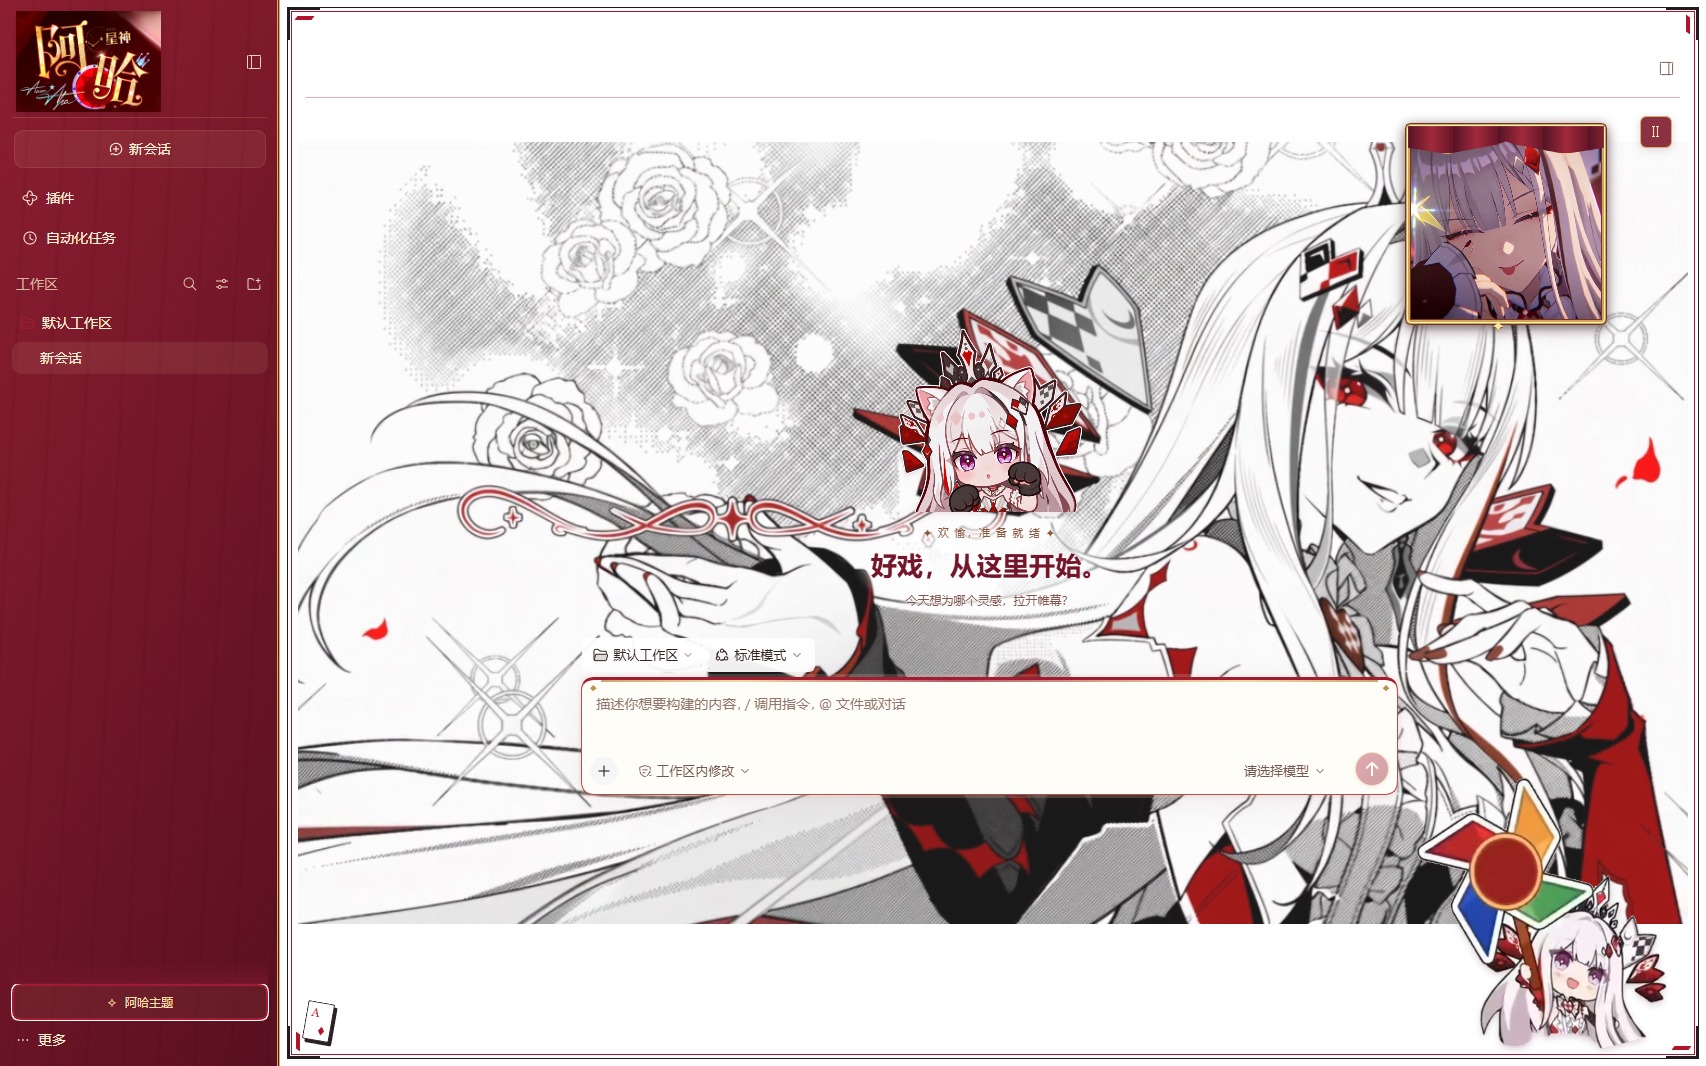 阿哈
星神
新会话
插件
自动化任务
工作区
默认工作区
新会话
阿哈主题
更多
II
欢愉,准备就绪
好戏，从这里开始。
今天想为哪个灵感，拉开帷幕?
默认工作区
标准模式
描述你想要构建的内容, / 调用指令, @ 文件或对话
工作区内修改
请选择模型
A